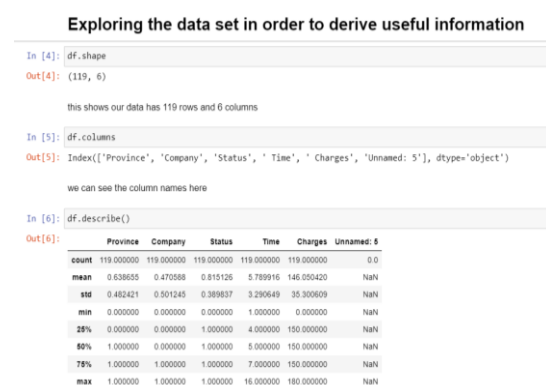 Exploring the data set in order to derive useful information
In [4]: df.shape
Out[4]: (119, 6)
this shows our data has 119 rows and 6 columns
In [5]: df.columns
Out[5]: Index(['Province', 'Company', 'Status', ' Time', ' Charges', 'Unnamed: 5'], dtype='object')
we can see the column names here
In [6]: df.describe()
Out[6]:
Province Company Status Time Charges Unnamed: 5
count 119.000000 119.000000 119.000000 119.000000 119.000000 0.0
mean 0.638655 0.470588 0.815126 5.789916 146.050420 NaN
std 0.482421 0.501245 0.389837 3.290649 35.300609 NaN
min 0.000000 0.000000 0.000000 1.000000 0.000000 NaN
25% 0.000000 0.000000 1.000000 4.000000 150.000000 NaN
50% 1.000000 0.000000 1.000000 5.000000 150.000000 NaN
75% 1.000000 1.000000 1.000000 7.000000 150.000000 NaN
max 1.000000 1.000000 1.000000 16.000000 180.000000 NaN